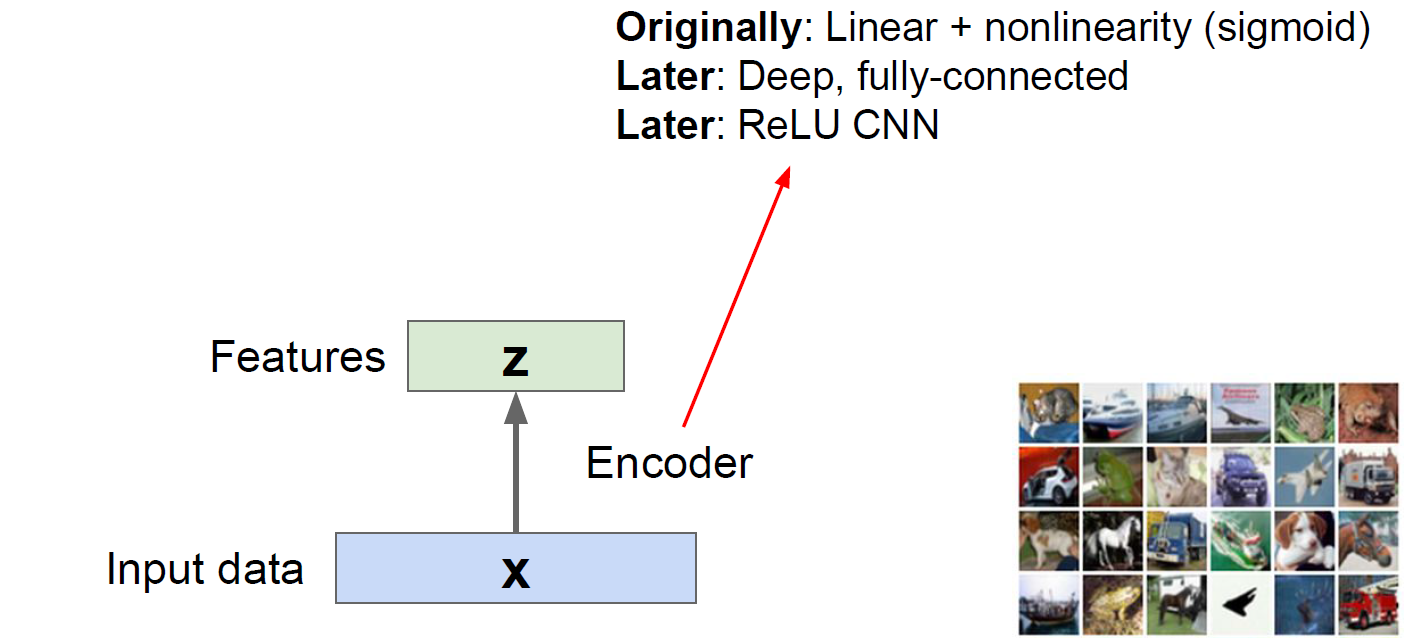 Originally: Linear + nonlinearity (sigmoid)
Later: Deep, fully-connected
Later: ReLU CNN
Features
z
Encoder
Input data
x